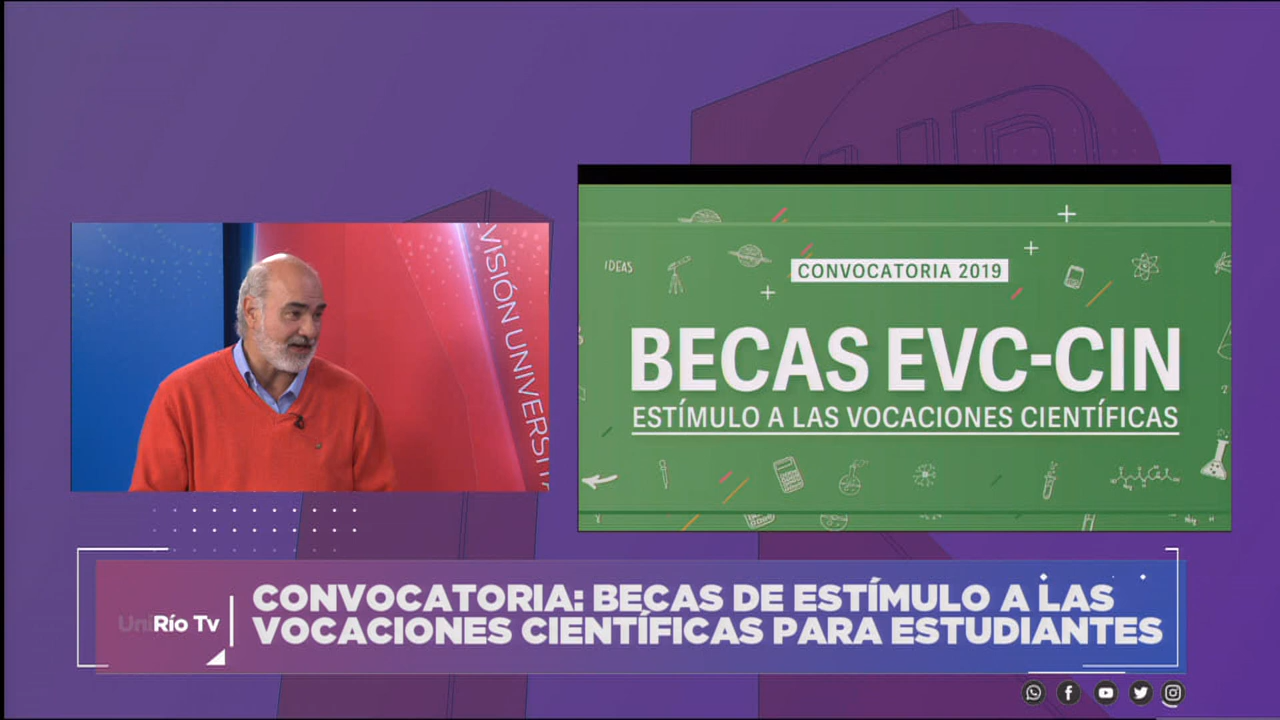 VISIÓN UNIVERSITA
IDEAS
CONVOCATORIA 2019
BECAS EVC-CIN
ESTÍMULO A LAS VOCACIONES CIENTÍFICAS
UniRío Tv
CONVOCATORIA: BECAS DE ESTÍMULO A LAS
VOCACIONES CIENTÍFICAS PARA ESTUDIANTES